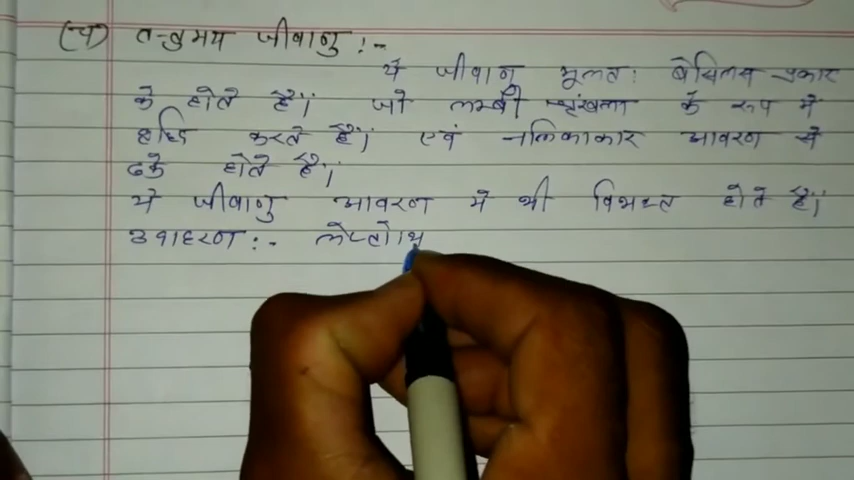 (च) तन्तुमय जीवाणु :-
ये जीवाणु मूलत: बेसिलस प्रकार
के होते हैं। जो लम्बी श्रृंखला के रूप में
वृद्धि करते हैं। एवं नलिकाकार आवरण से
ढके होते हैं।
ये जीवाणु आवरण में भी विभक्त होते हैं।
उदाहरण :- लेप्टोथ